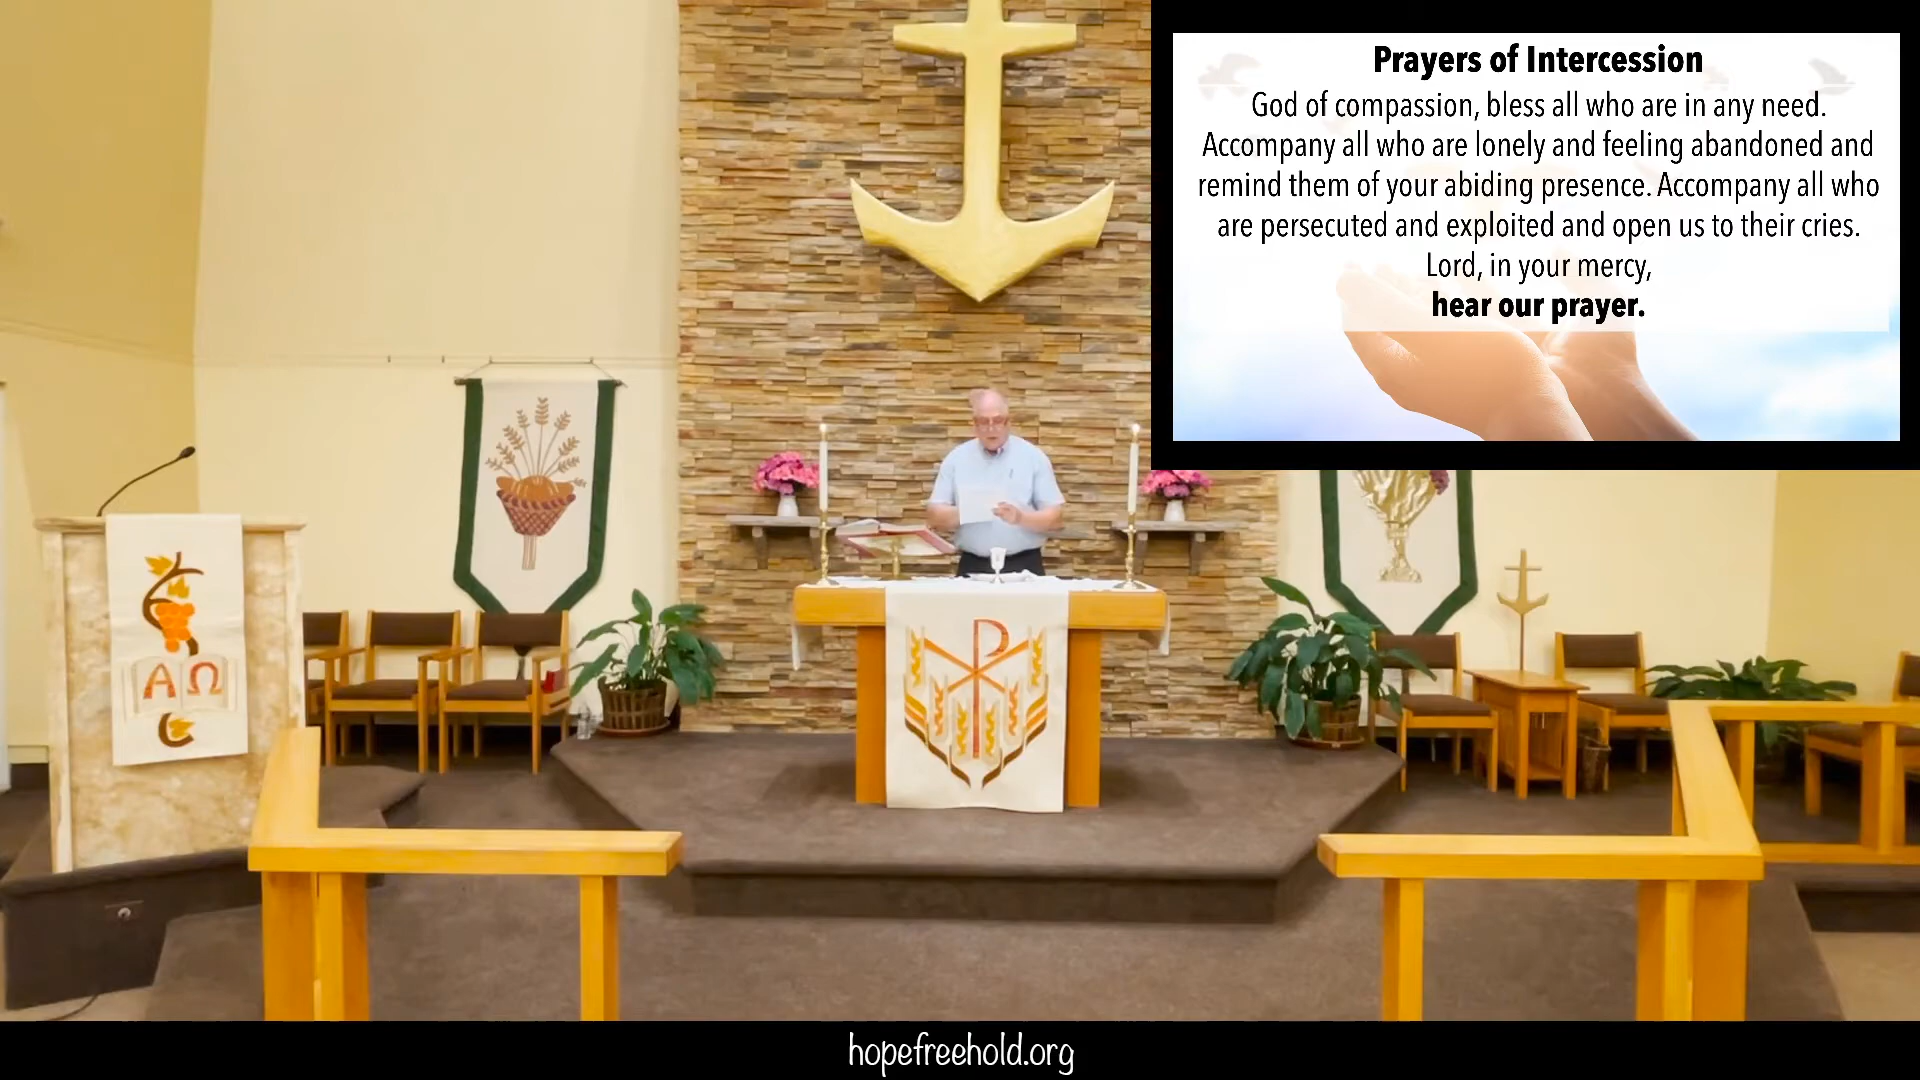 Prayers of Intercession
God of compassion, bless all who are in any need.
Accompany all who are lonely and feeling abandoned and
remind them of your abiding presence. Accompany all who
are persecuted and exploited and open us to their cries.
Lord, in your mercy,
hear our prayer.
Α Ω
hopefreehold.org